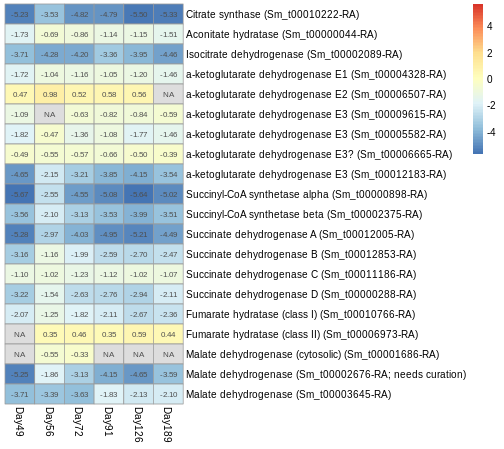 -5.23 -3.53 -4.82 -4.79 -5.50 -5.33 Citrate synthase (Sm_t00010222-RA)
-1.73 -0.69 -0.86 -1.14 -1.15 -1.51 Aconitate hydratase (Sm_t00000044-RA)
-3.71 -4.28 -4.20 -3.36 -3.95 -4.46 Isocitrate dehydrogenase (Sm_t00002089-RA)
-1.72 -1.04 -1.16 -1.05 -1.20 -1.46 a-ketoglutarate dehydrogenase E1 (Sm_t00004328-RA)
0.47 0.98 0.52 0.58 0.56 NA a-ketoglutarate dehydrogenase E2 (Sm_t00006507-RA)
-1.09 NA -0.63 -0.82 -0.84 -0.59 a-ketoglutarate dehydrogenase E3 (Sm_t00009615-RA)
-1.82 -0.47 -1.36 -1.08 -1.77 -1.46 a-ketoglutarate dehydrogenase E3 (Sm_t00005582-RA)
-0.49 -0.55 -0.57 -0.66 -0.50 -0.39 a-ketoglutarate dehydrogenase E3? (Sm_t00006665-RA)
-4.65 -2.15 -3.21 -3.85 -4.15 -3.54 a-ketoglutarate dehydrogenase E3 (Sm_t00012183-RA)
-2.55 -4.55 -5.08 -5.02 Succinyl-CoA synthetase alpha (Sm_t00000898-RA)
-3.56 -2.10 -3.13 -3.53 -3.99 -3.51 Succinyl-CoA synthetase beta (Sm_t00002375-RA)
-5.28 -2.97 -4.03 -4.95 -5.21 -4.49 Succinate dehydrogenase A (Sm_t00012005-RA)
-3.16 -1.16 -1.99 -2.59 -2.70 -2.47 Succinate dehydrogenase B (Sm_t00012853-RA)
-1.10 -1.02 -1.23 -1.12 -1.02 -1.07 Succinate dehydrogenase C (Sm_t00011186-RA)
-3.22 -1.54 -2.63 -2.76 -2.94 -2.11 Succinate dehydrogenase D (Sm_t00000288-RA)
-2.07 -1.25 -1.82 -2.11 -2.67 -2.36 Fumarate hydratase (class I) (Sm_t00010766-RA)
NA 0.35 0.46 0.35 0.59 0.44 Fumarate hydratase (class II) (Sm_t00006973-RA)
NA -0.55 -0.33 NA NA NA Malate dehydrogenase (cytosolic) (Sm_t00001686-RA)
-5.25 -1.86 -3.13 -4.15 -4.65 -3.59 Malate dehydrogenase (Sm_t00002676-RA; needs curation)
-3.71 -3.39 -3.63 -1.83 -2.13 -2.10 Malate dehydrogenase (Sm_t00003645-RA)
Day49 Day56 Day72 Day91 Day126 Day189
4
2
0
-2
-4